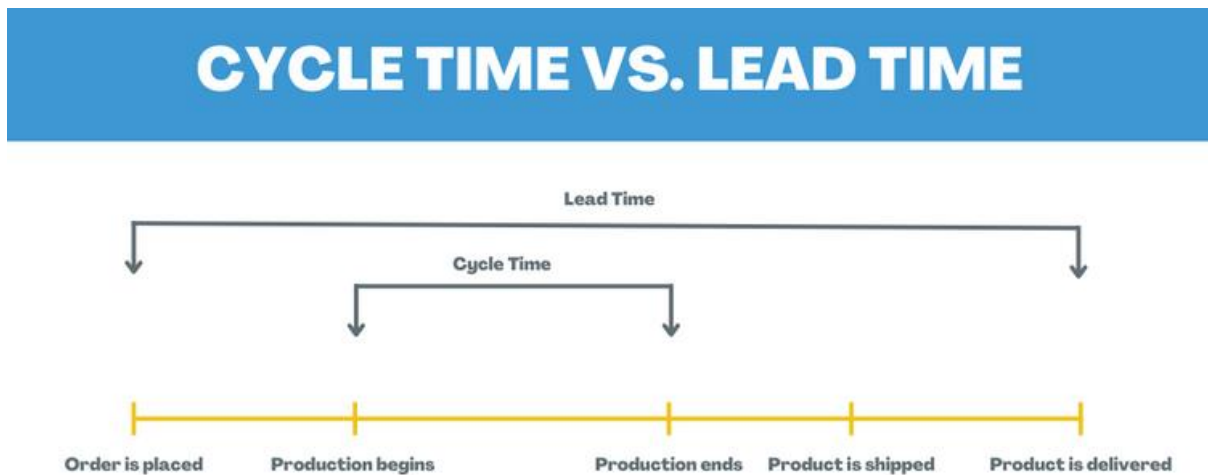 CYCLE TIME VS. LEAD TIME
Lead Time
Cycle Time
Order is placed
Production begins
Production ends
Product is shipped
Product is delivered